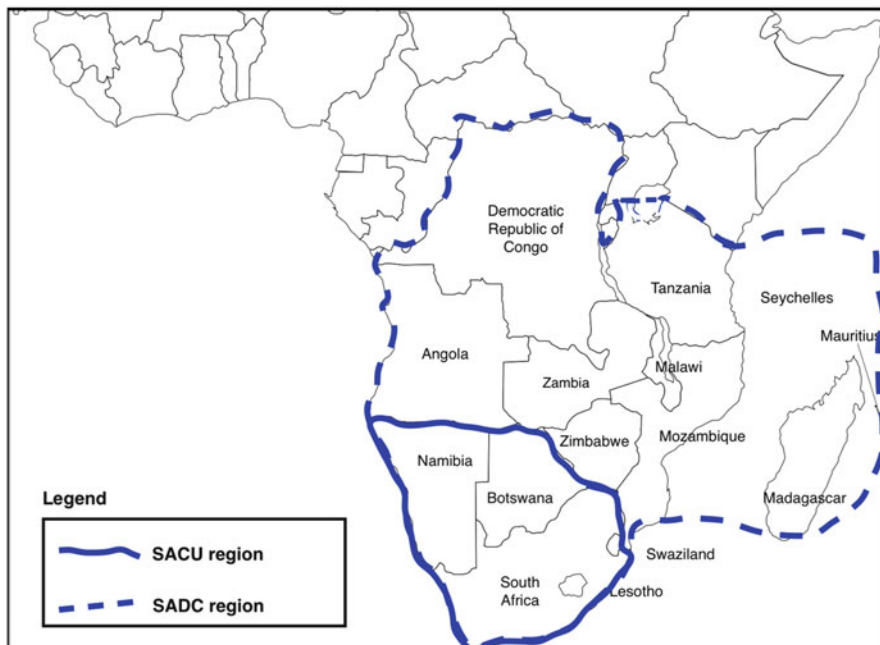 Democratic
Republic of
Congo
Tanzania
Seychelles
Mauritius
Angola
Malawi
Zambia
Mozambique
Zimbabwe
Namibia
Botswana
Madagascar
Swaziland
South
Africa
Lesotho
Legend
SACU region
SADC region